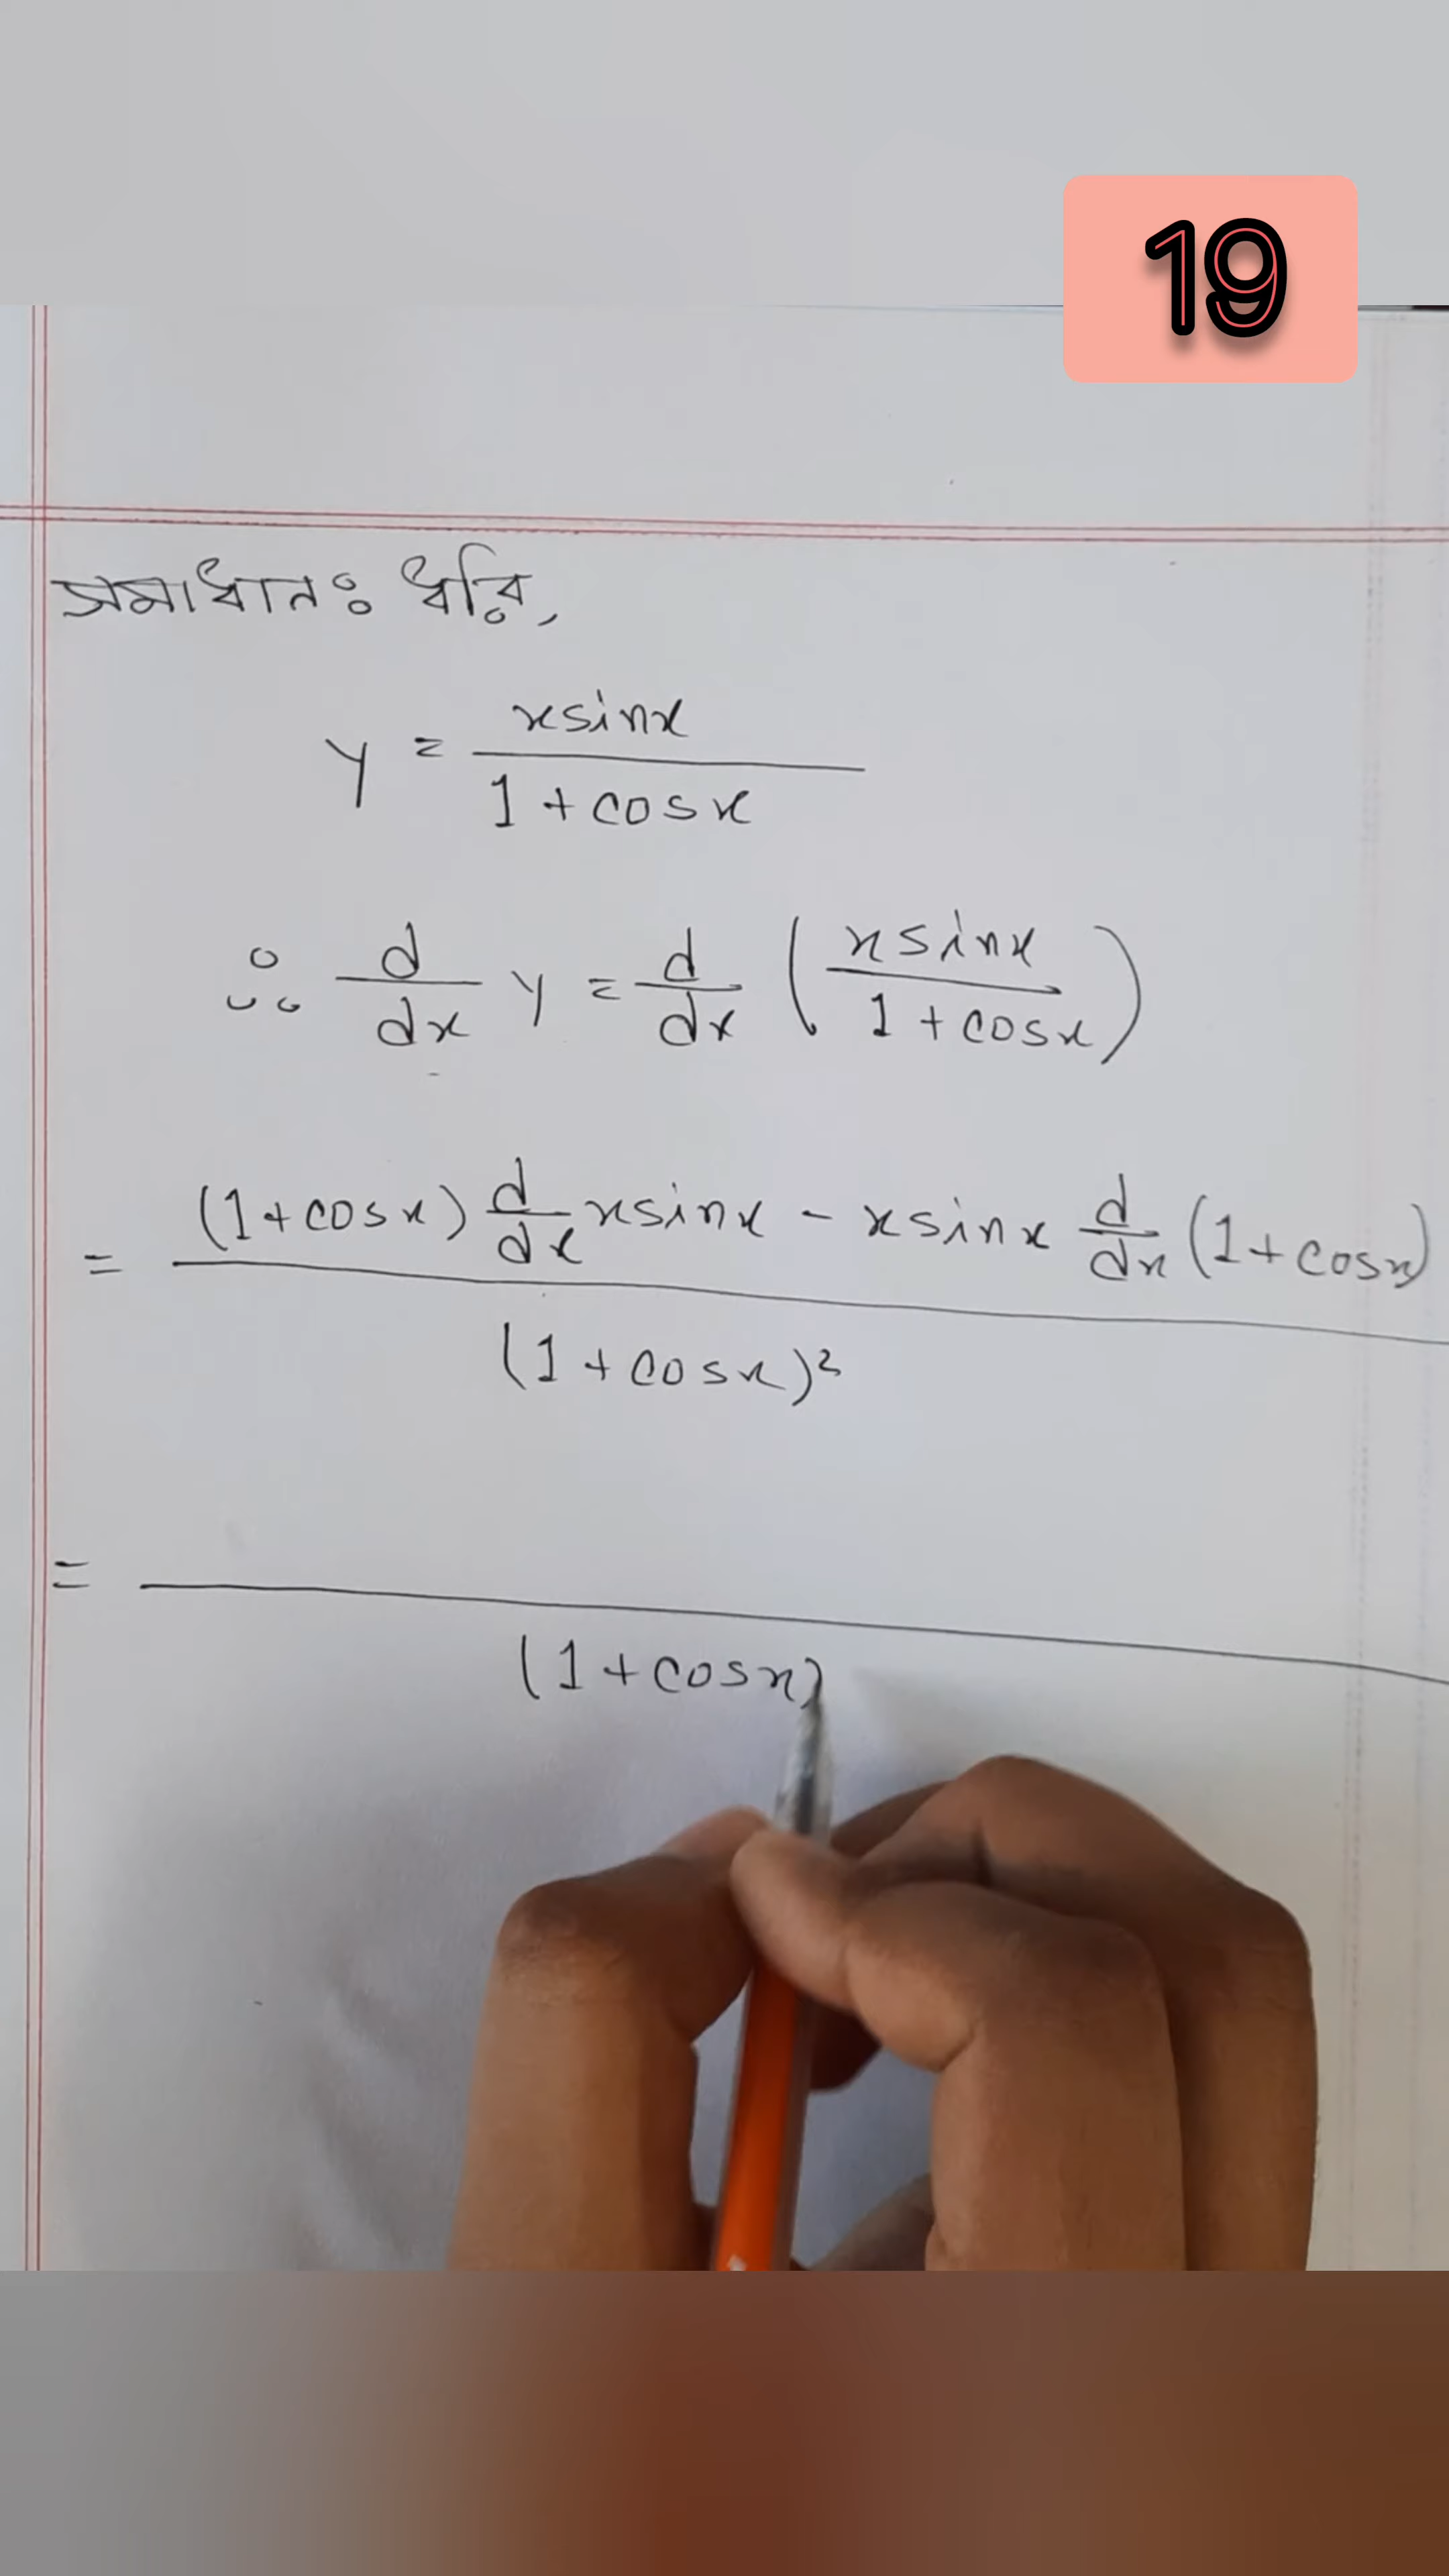 19
সমাধানঃ ধরি,
y = xsinx / 1 + cosx
∴ d/dx y = d/dx (xsinx / 1 + cosx)
= (1+cosx) d/dx xsinx - xsinx d/dx (1+cosx) / (1+cosx)²
= / (1+cosx)